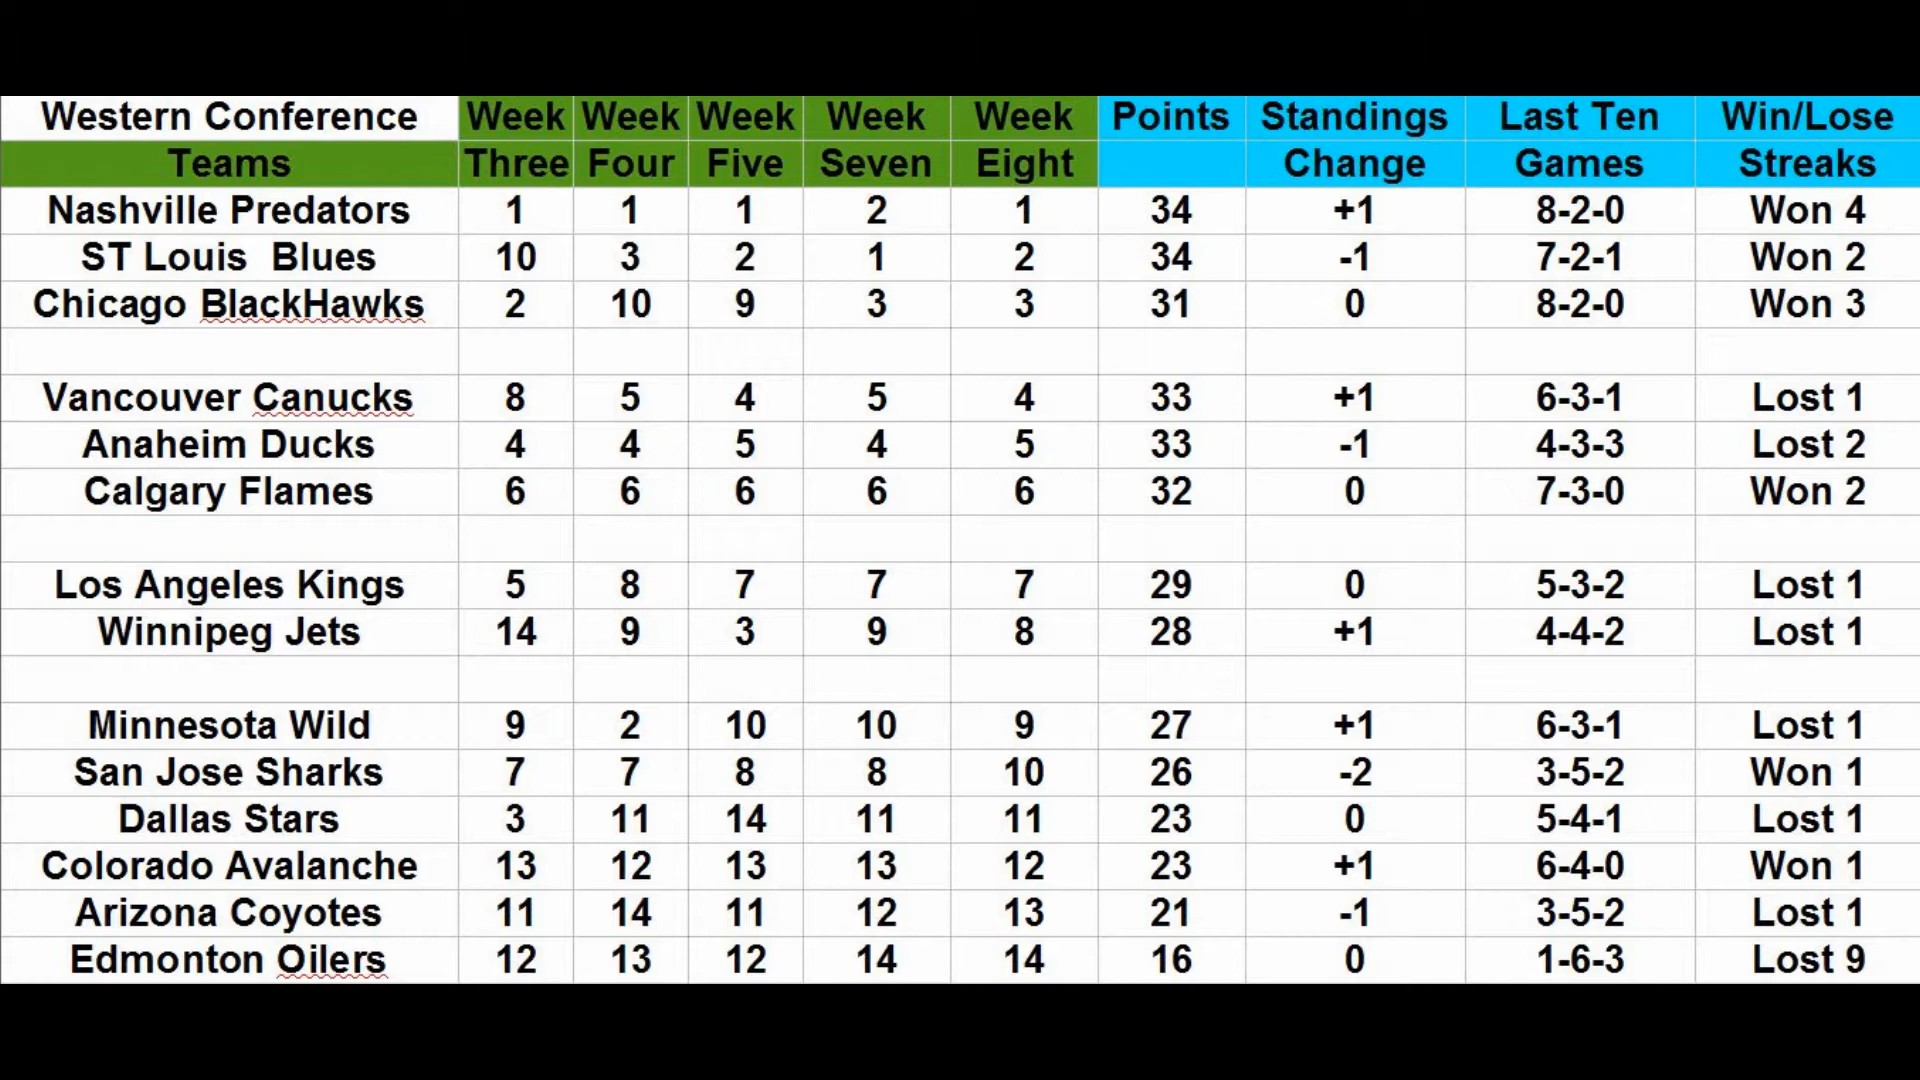 Western Conference Week Week Week Week Week Points Standings Last Ten Win/Lose
Teams Three Four Five Seven Eight Change Games Streaks
Nashville Predators 1 1 1 2 1 34 +1 8-2-0 Won 4
ST Louis  Blues 10 3 2 1 2 34 -1 7-2-1 Won 2
Chicago BlackHawks 2 10 9 3 3 31 0 8-2-0 Won 3
Vancouver Canucks 8 5 4 5 4 33 +1 6-3-1 Lost 1
Anaheim Ducks 4 4 5 4 5 33 -1 4-3-3 Lost 2
Calgary Flames 6 6 6 6 6 32 0 7-3-0 Won 2
Los Angeles Kings 5 8 7 7 7 29 0 5-3-2 Lost 1
Winnipeg Jets 14 9 3 9 8 28 +1 4-4-2 Lost 1
Minnesota Wild 9 2 10 10 9 27 +1 6-3-1 Lost 1
San Jose Sharks 7 7 8 8 10 26 -2 3-5-2 Won 1
Dallas Stars 3 11 14 11 11 23 0 5-4-1 Lost 1
Colorado Avalanche 13 12 13 13 12 23 +1 6-4-0 Won 1
Arizona Coyotes 11 14 11 12 13 21 -1 3-5-2 Lost 1
Edmonton Oilers 12 13 12 14 14 16 0 1-6-3 Lost 9